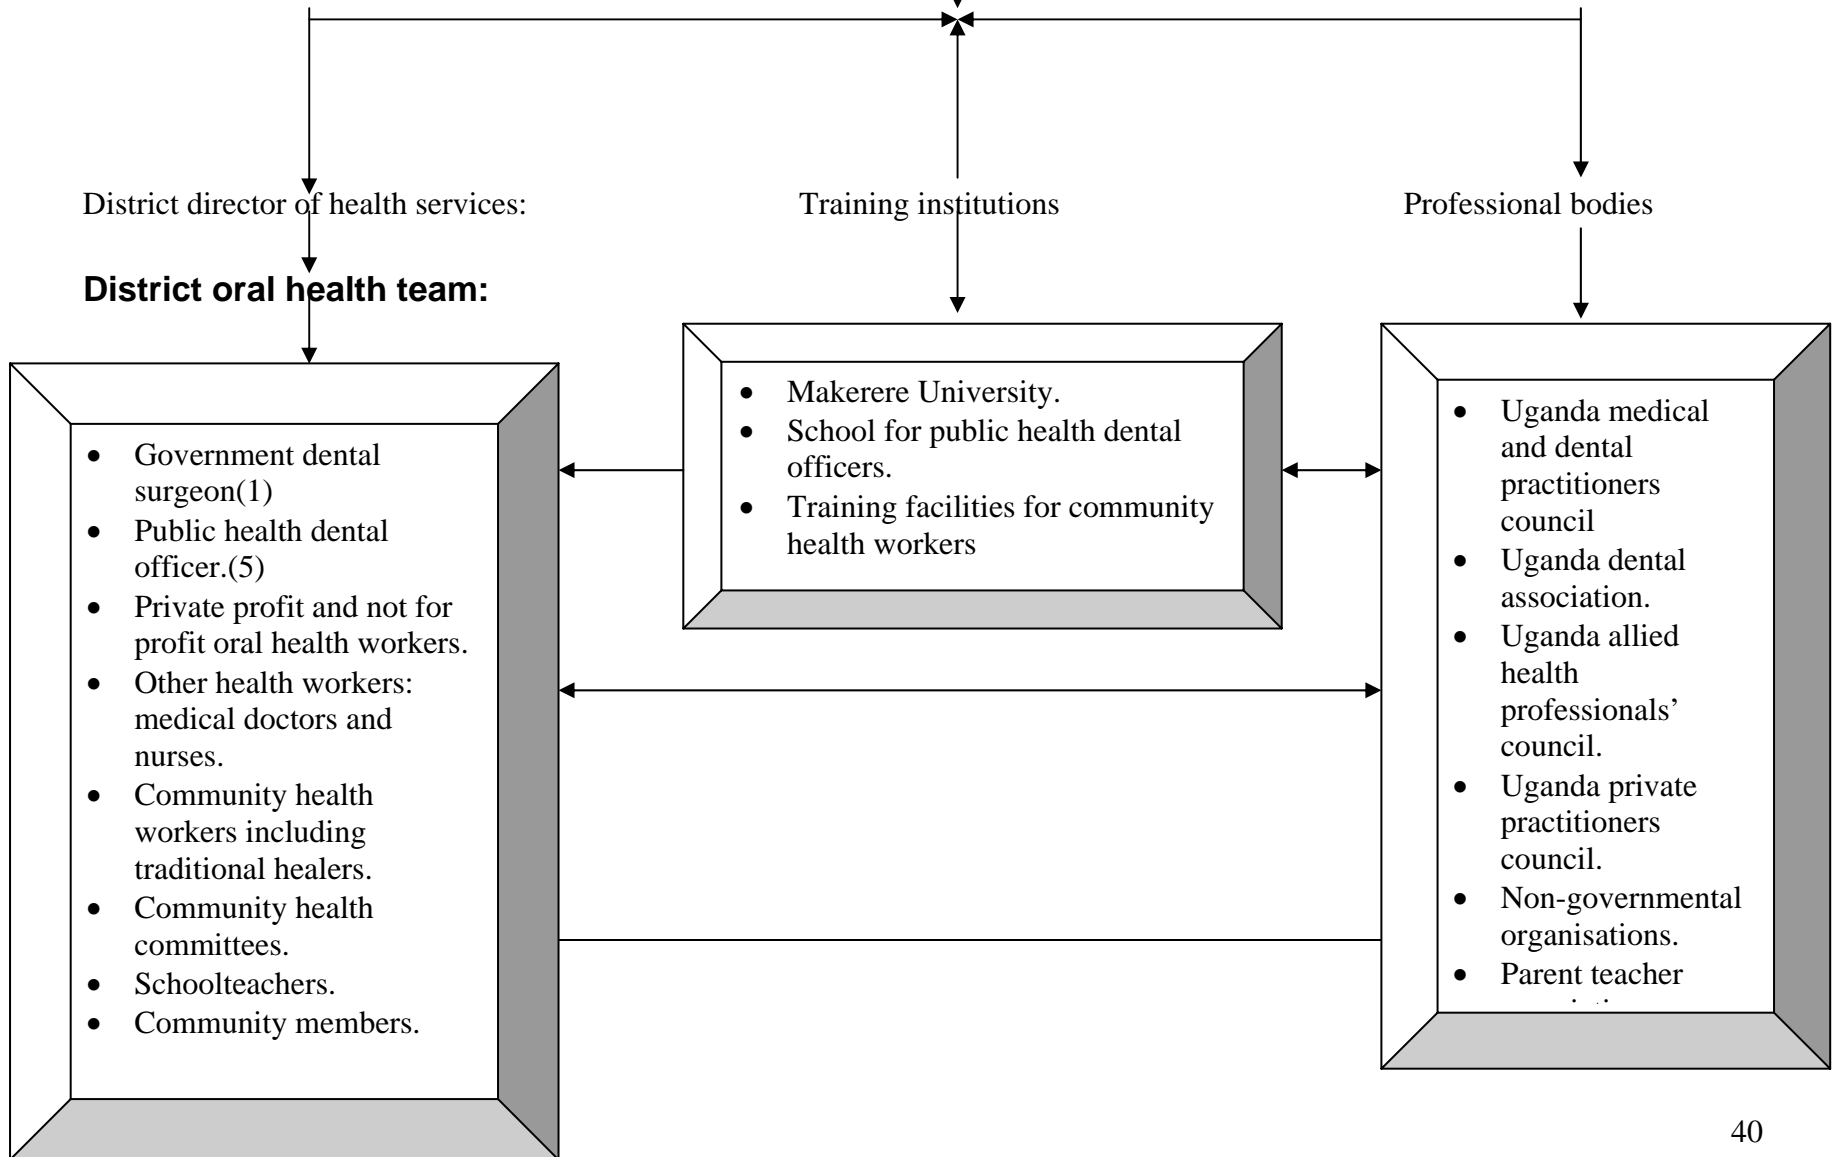 District director of health services:
Training institutions
Professional bodies
District oral health team:
• Government dental
surgeon(1)
• Public health dental
officer.(5)
• Private profit and not for
profit oral health workers.
• Other health workers:
medical doctors and
nurses.
• Community health
workers including
traditional healers.
• Community health
committees.
• Schoolteachers.
• Community members.
• Makerere University.
• School for public health dental
officers.
• Training facilities for community
health workers
• Uganda medical
and dental
practitioners
council
• Uganda dental
association.
• Uganda allied
health
professionals’
council.
• Uganda private
practitioners
council.
• Non-governmental
organisations.
• Parent teacher
40